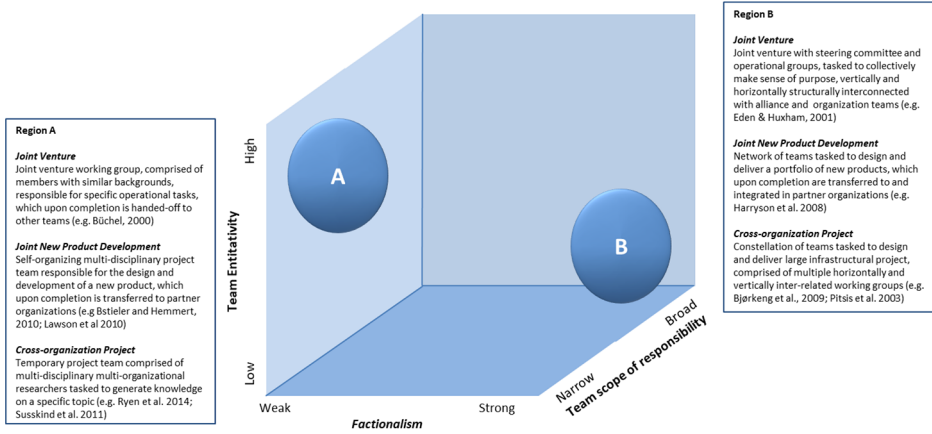 Region A
Joint Venture
Joint venture working group, comprised of
members with similar backgrounds,
responsible for specific operational tasks,
which upon completion is handed-off to
other teams (e.g. Büchel, 2000)
Joint New Product Development
Self-organizing multi-disciplinary project
team responsible for the design and
development of a new product, which
upon completion is transferred to partner
organizations (e.g Bstieler and Hemmert,
2010; Lawson et al 2010)
Cross-organization Project
Temporary project team comprised of
multi-disciplinary multi-organizational
researchers tasked to generate knowledge
on a specific topic (e.g. Ryen et al. 2014;
Susskind et al. 2011)
Team Entitativity
High
Low
A
B
Weak
Strong
Factionalism
Narrow
Broad
Team scope of responsibility
Region B
Joint Venture
Joint venture with steering committee and
operational groups, tasked to collectively
make sense of purpose, vertically and
horizontally structurally interconnected
with alliance and organization teams (e.g.
Eden & Huxham, 2001)
Joint New Product Development
Network of teams tasked to design and
deliver a portfolio of new products, which
upon completion are transferred to and
integrated in partner organizations (e.g.
Harryson et al. 2008)
Cross-organization Project
Constellation of teams tasked to design
and deliver large infrastructural project,
comprised of multiple horizontally and
vertically inter-related working groups (e.g.
Bjørkeng et al., 2009; Pitsis et al. 2003)